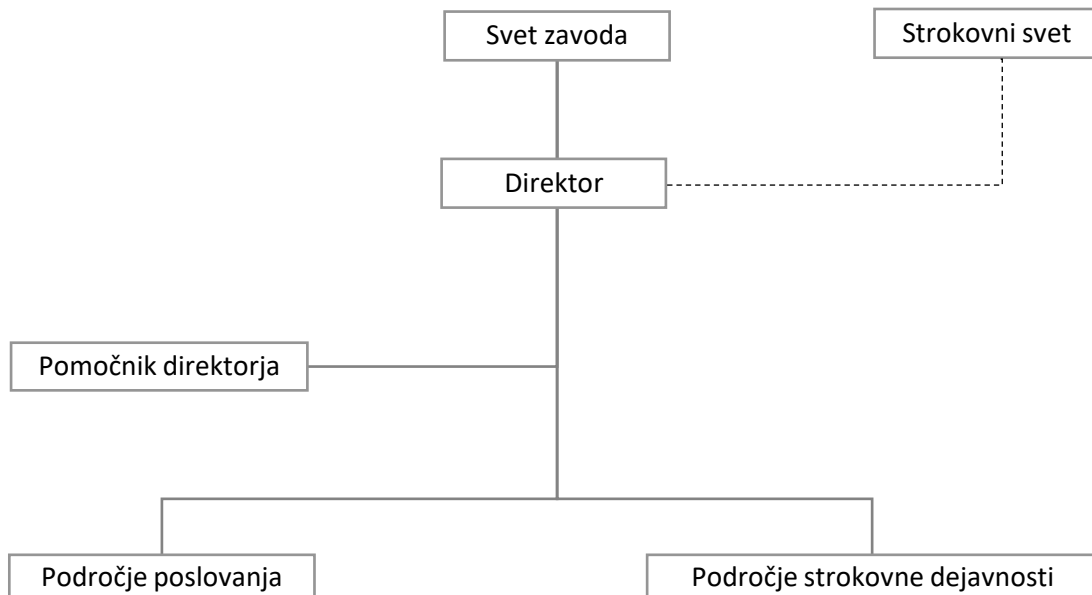 Svet zavoda
Strokovni svet
Direktor
Pomočnik direktorja
Področje poslovanja
Področje strokovne dejavnosti